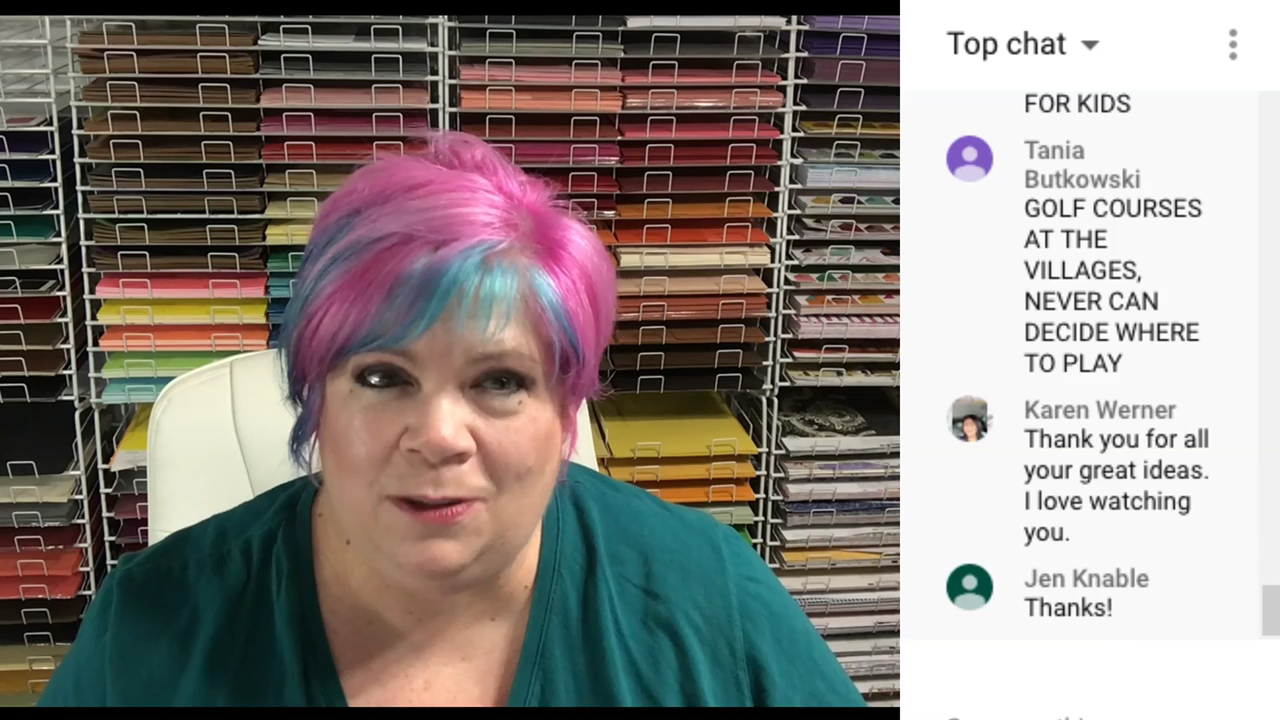 Top chat
FOR KIDS
Tania
Butkowski
GOLF COURSES
AT THE
VILLAGES,
NEVER CAN
DECIDE WHERE
TO PLAY
Karen Werner
Thank you for all
your great ideas.
I love watching
you.
Jen Knable
Thanks!